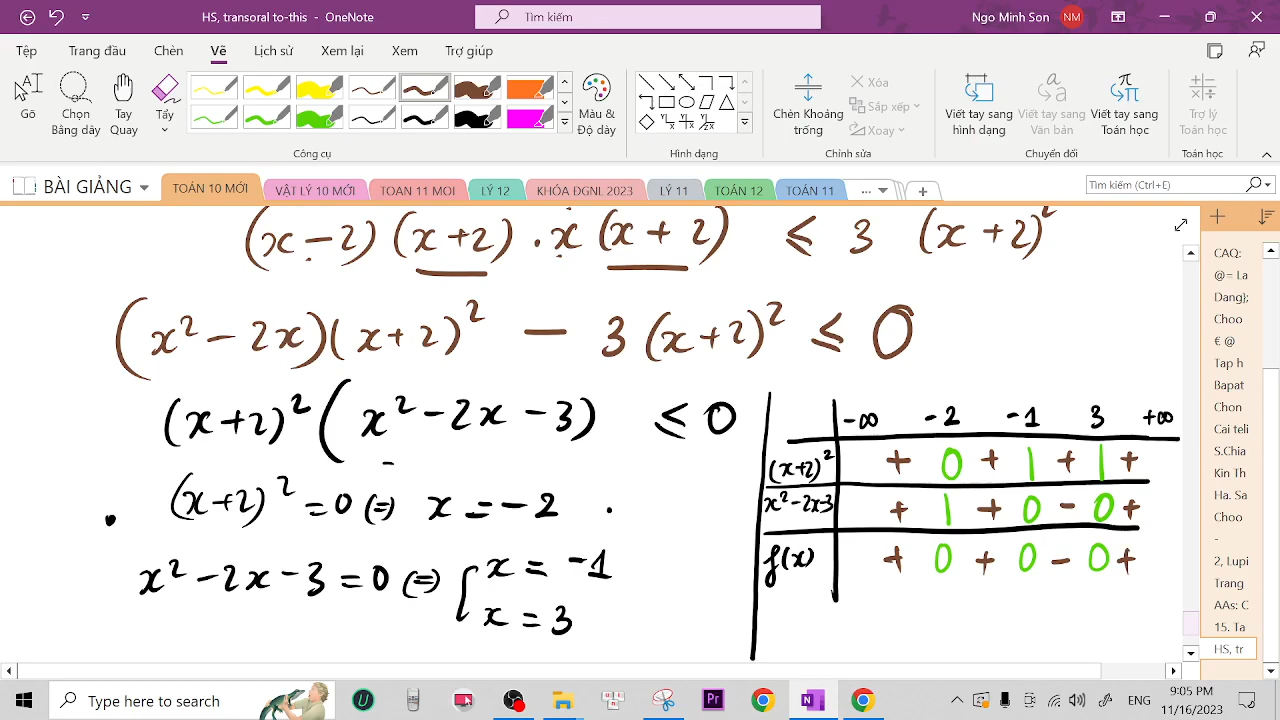 HS, transoral to-this - OneNote
Tìm kiếm
Ngo Minh Son NM
Tệp Trang đầu Chèn Vẽ Lịch sử Xem lại Xem Trợ giúp
Gõ
Chọn Bằng dây
Tay Quay
Tẩy
Màu & Độ dày
Chèn Khoảng trống
Xóa
Sắp xếp
Xoay
Viết tay sang hình dạng
Viết tay sang Văn bản
Viết tay sang Toán học
Trợ lý Toán học
Công cụ Hình dạng Chỉnh sửa Chuyển đổi Toán học
BÀI GIẢNG TOÁN 10 MỚI VẬT LÝ 10 MỚI TOAN 11 MOI LÝ 12 KHÓA ĐGNL 2023 LÝ 11 TOÁN 12 TOÁN 11 ... Tìm kiếm (Ctrl+E)
(x-2)(x+2).x(x+2) ≤ 3 (x+2)²
(x²-2x)(x+2)² - 3(x+2)² ≤ 0
(x+2)²(x²-2x-3) ≤ 0
(x+2)² = 0 (=) x = -2
x²-2x-3 = 0 (=) [ x = -1
x = 3
-∞ -2 -1 3 +∞
(x+2)² + 0 + | + | +
x²-2x-3 + | + 0 - 0 +
f(x) + 0 + 0 - 0 +
CAQ:
@= La
Dang};
Choo
€ @
Tap h
Bapat
Chon
Cai teli
S.Chia
Kin Th
Ha. Sa
Choo
-
2, Lupi
Trang
AA$: C
15. Ta
HS, tr
Type here to search
ENG
9:05 PM
11/16/2023